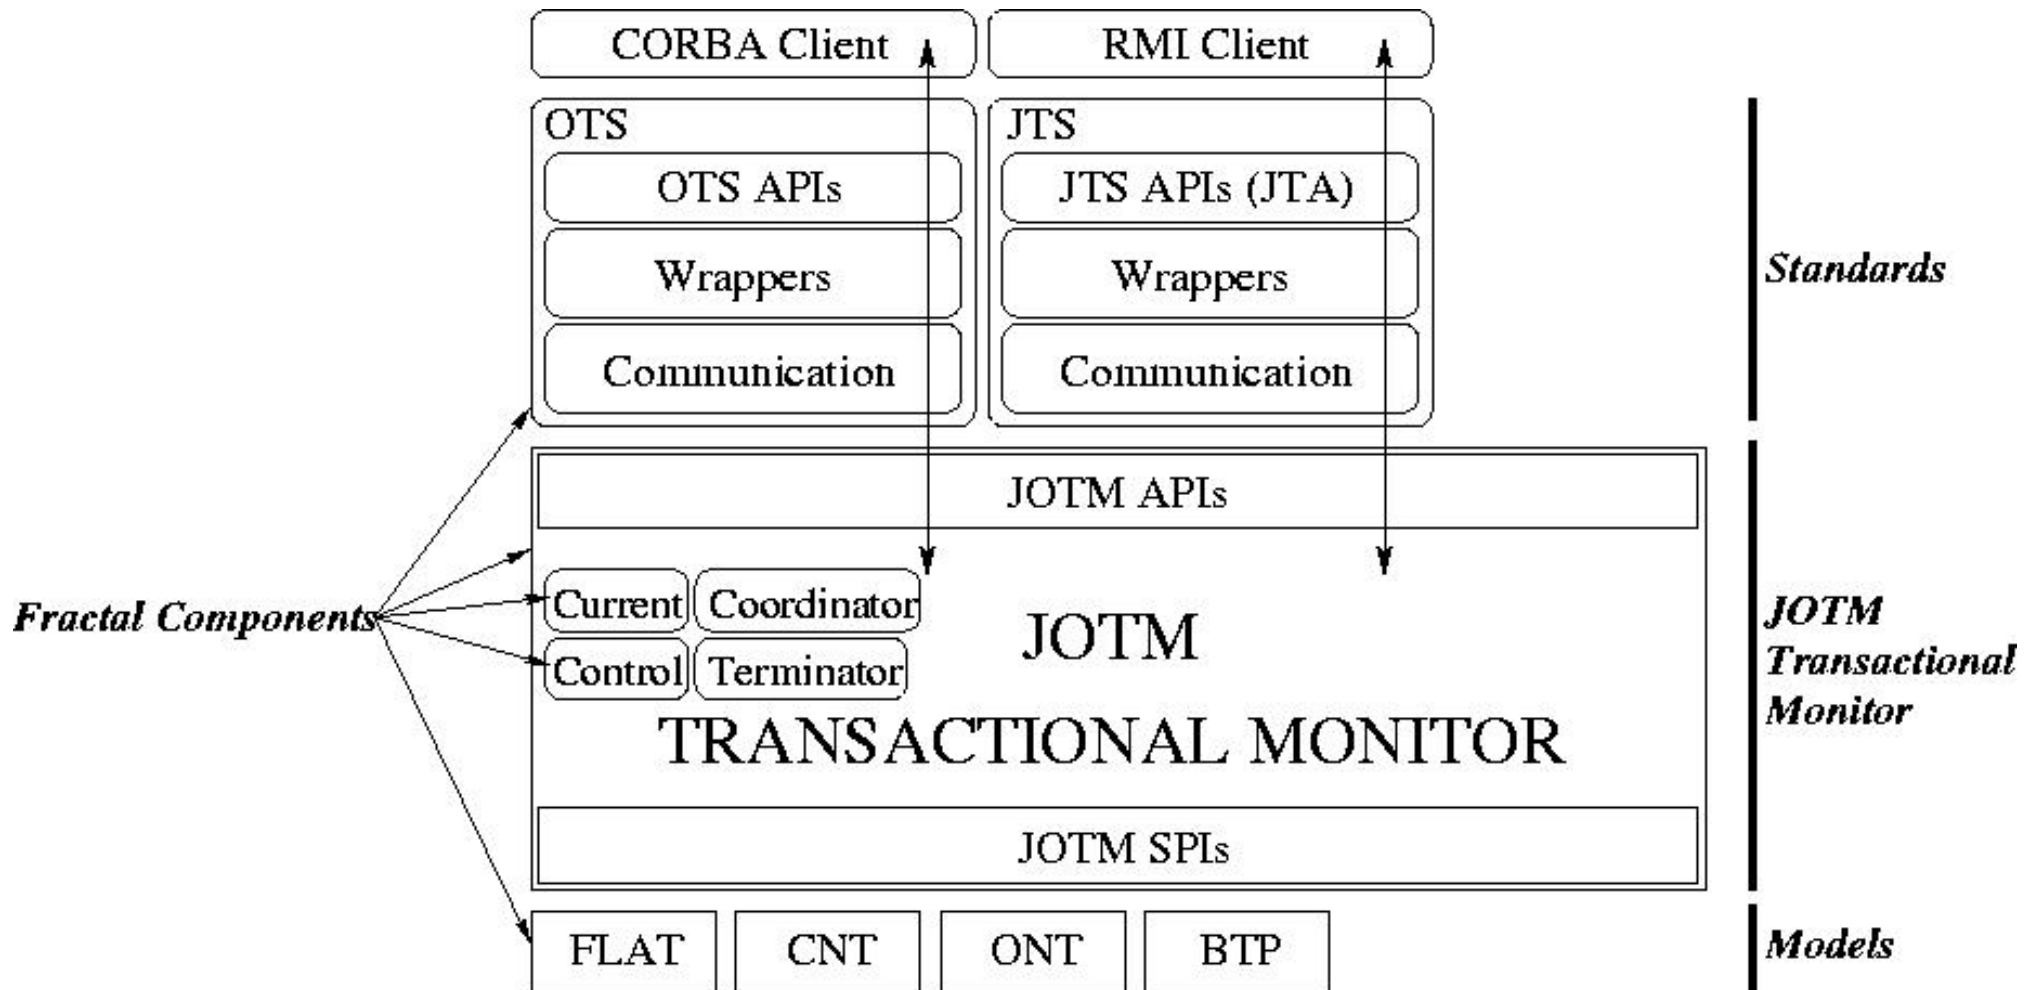 CORBA Client
RMI Client
OTS
JTS
OTS APIs
JTS APIs (JTA)
Wrappers
Wrappers
Standards
Communication
Communication
JOTM APIs
Fractal Components
Current
Coordinator
Control
Terminator
JOTM
TRANSACTIONAL MONITOR
JOTM
Transactional
Monitor
JOTM SPIs
FLAT
CNT
ONT
BTP
Models